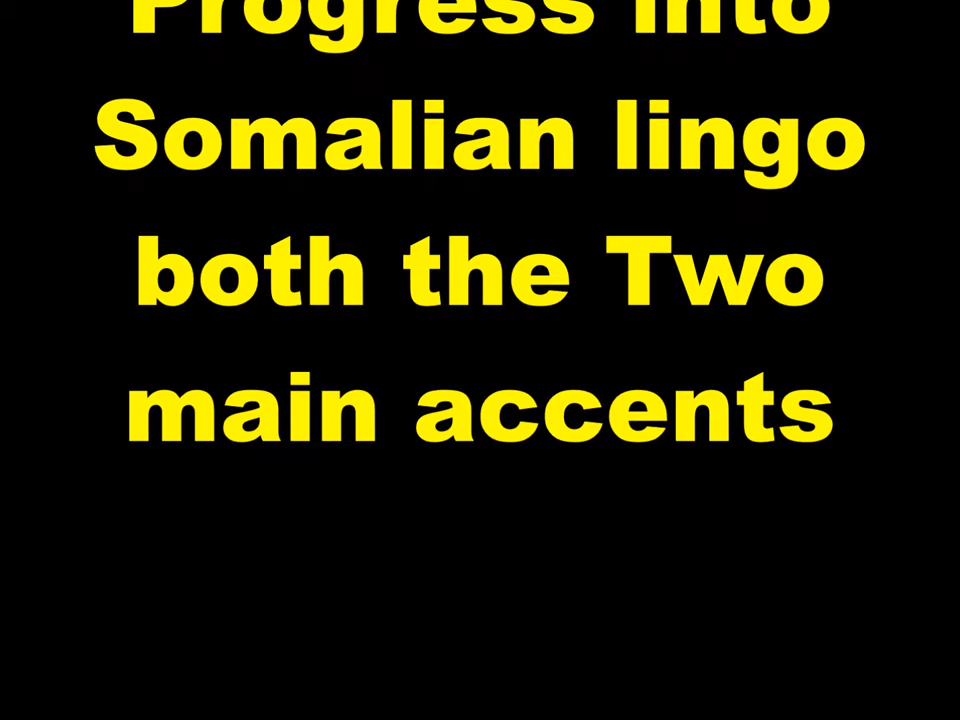 Progress into
Somalian lingo
both the Two
main accents